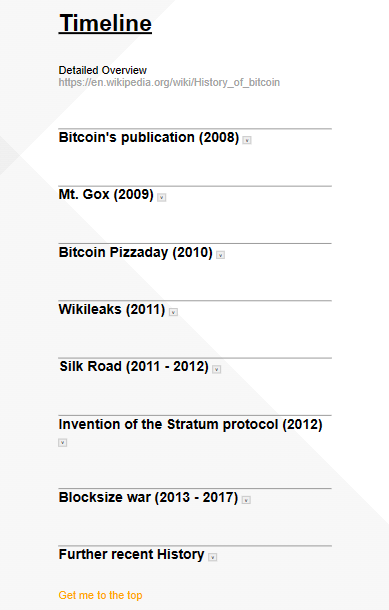 Timeline
Detailed Overview
https://en.wikipedia.org/wiki/History_of_bitcoin
Bitcoin's publication (2008) v
Mt. Gox (2009) v
Bitcoin Pizzaday (2010) v
Wikileaks (2011) v
Silk Road (2011 - 2012) v
Invention of the Stratum protocol (2012)
v
Blocksize war (2013 - 2017) v
Further recent History v
Get me to the top